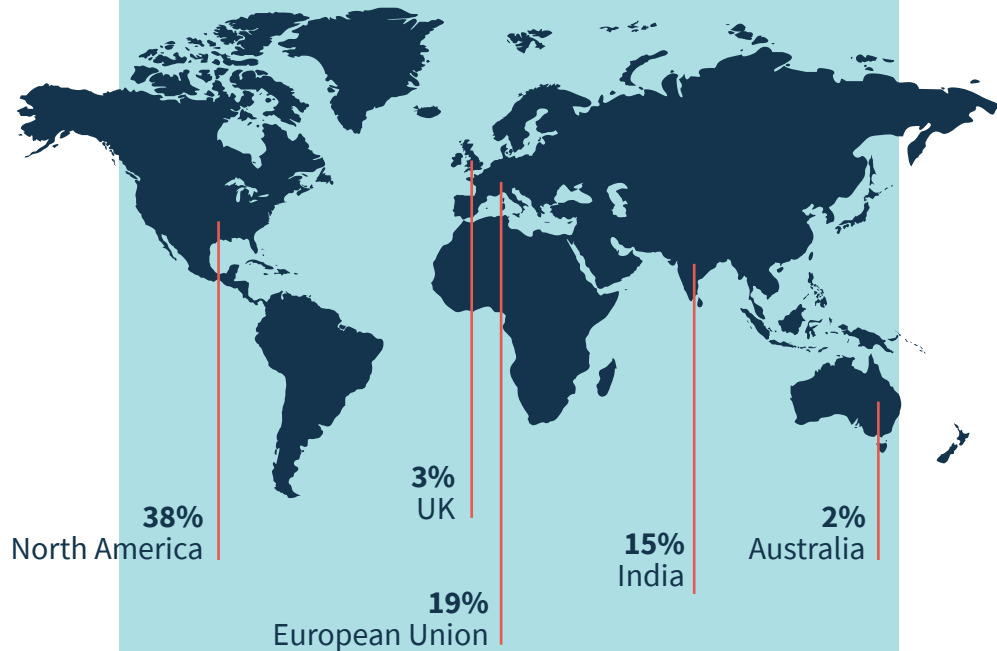 38%
North America
3%
UK
19%
European Union
15%
India
2%
Australia